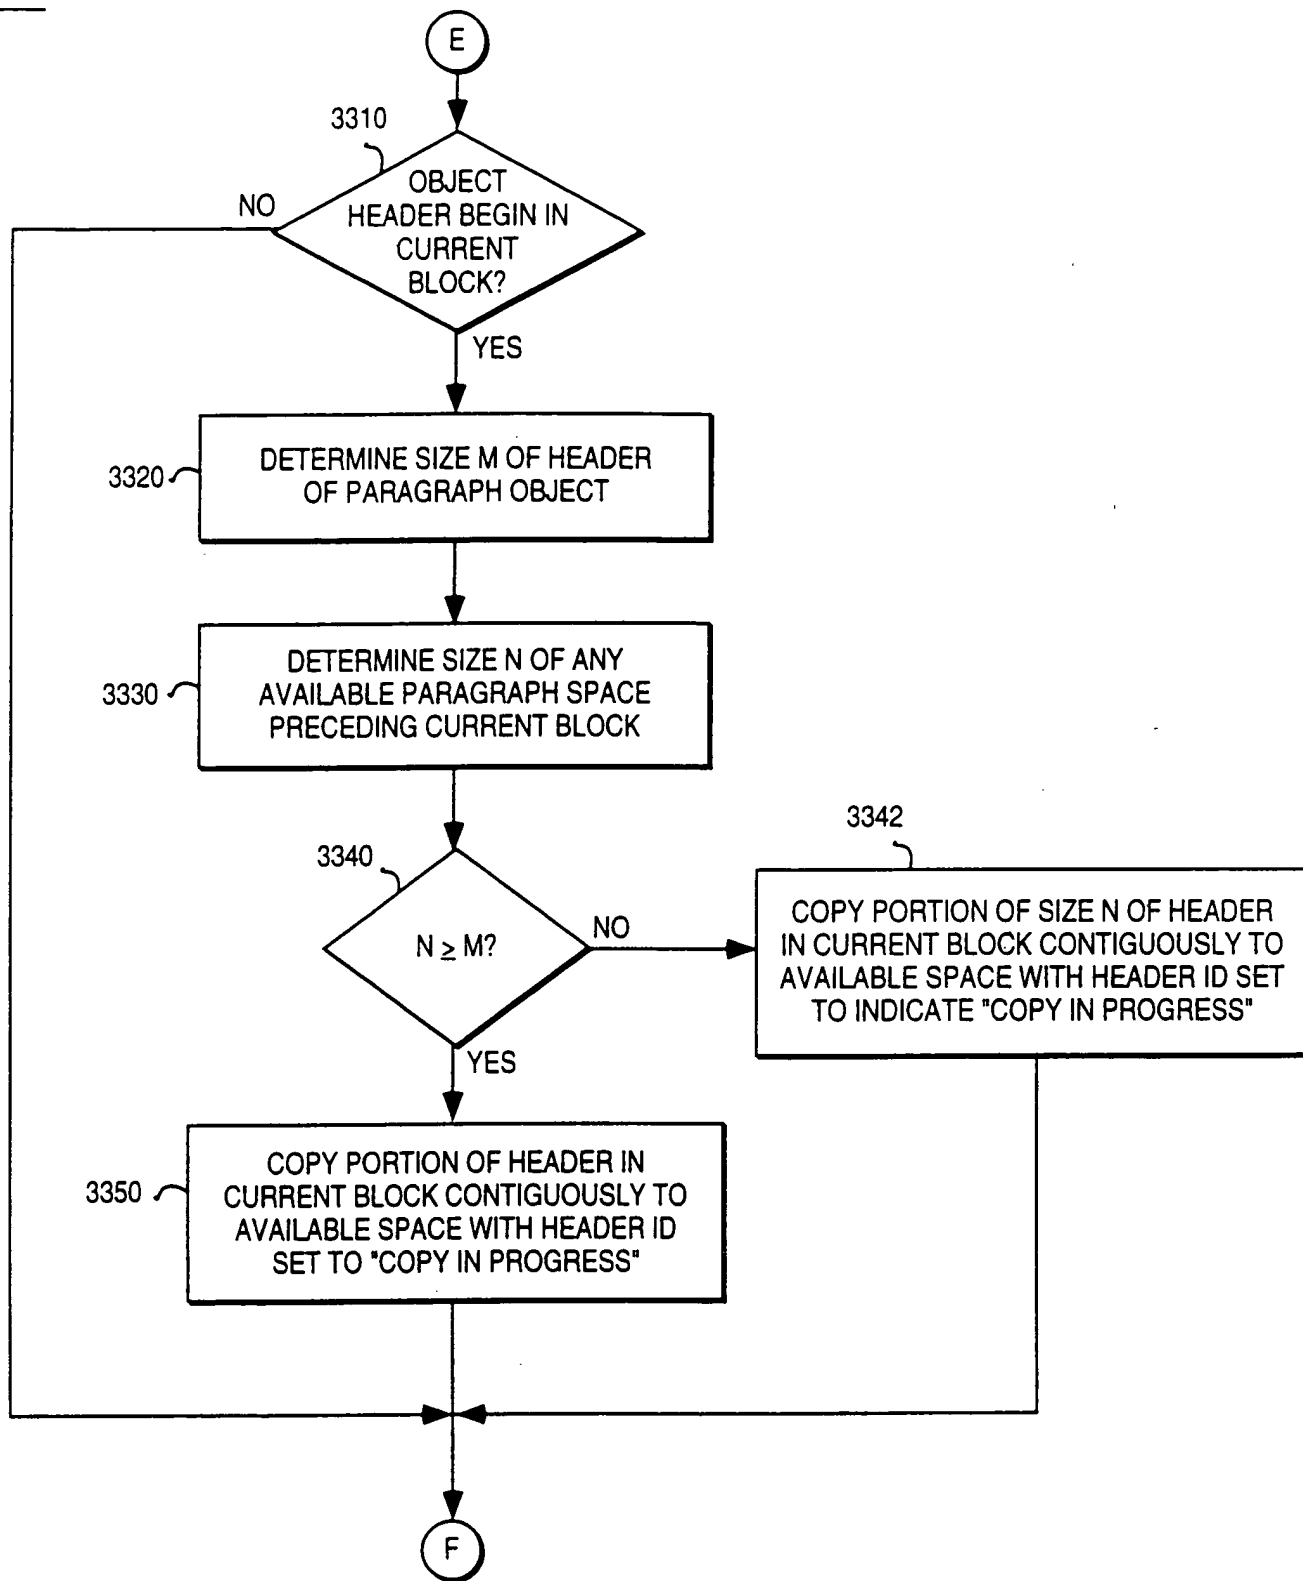 E
3310
OBJECT
HEADER BEGIN IN
CURRENT
BLOCK?
NO
YES
3320
DETERMINE SIZE M OF HEADER
OF PARAGRAPH OBJECT
3330
DETERMINE SIZE N OF ANY
AVAILABLE PARAGRAPH SPACE
PRECEDING CURRENT BLOCK
3340
N ≥ M?
NO
YES
3342
COPY PORTION OF SIZE N OF HEADER
IN CURRENT BLOCK CONTIGUOUSLY TO
AVAILABLE SPACE WITH HEADER ID SET
TO INDICATE "COPY IN PROGRESS"
3350
COPY PORTION OF HEADER IN
CURRENT BLOCK CONTIGUOUSLY TO
AVAILABLE SPACE WITH HEADER ID
SET TO "COPY IN PROGRESS"
F